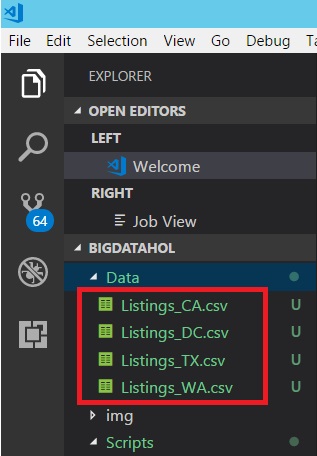 File Edit Selection View Go Debug
EXPLORER
OPEN EDITORS
LEFT
Welcome
RIGHT
Job View
64
BIGDATAHOL
Data
Listings_CA.csv U
Listings_DC.csv U
Listings_TX.csv U
Listings_WA.csv U
img
Scripts